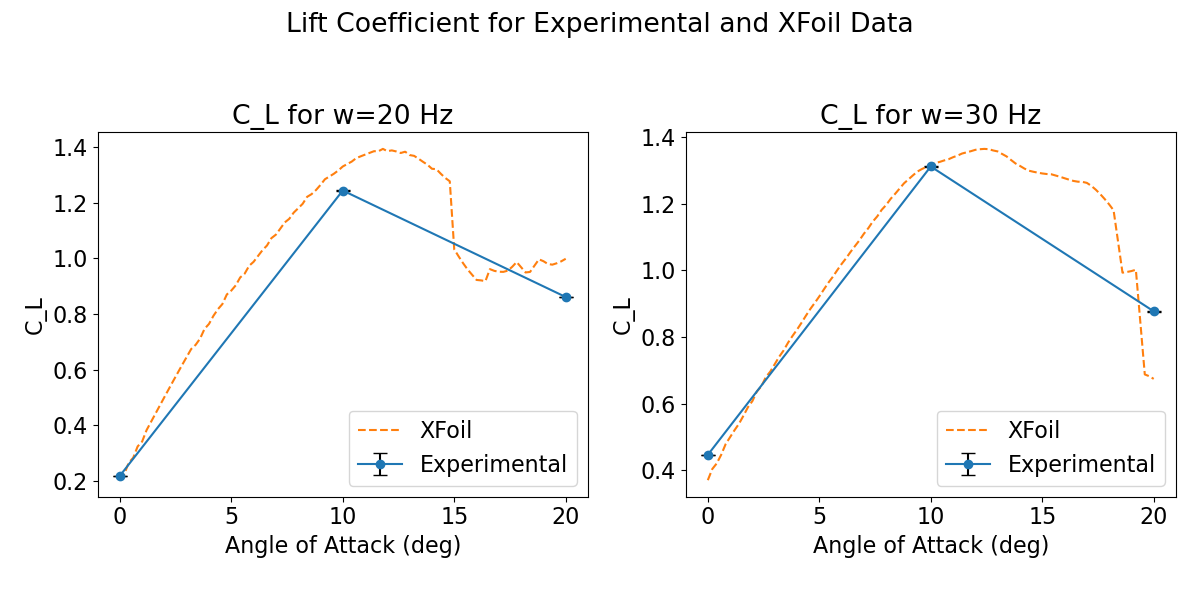 Lift Coefficient for Experimental and XFoil Data
C_L for w=20 Hz
1.4
1.2
1.0
0.8
0.6
0.4
0.2
C_L
0 5 10 15 20
Angle of Attack (deg)
XFoil
Experimental
C_L for w=30 Hz
1.4
1.2
1.0
0.8
0.6
0.4
C_L
0 5 10 15 20
Angle of Attack (deg)
XFoil
Experimental